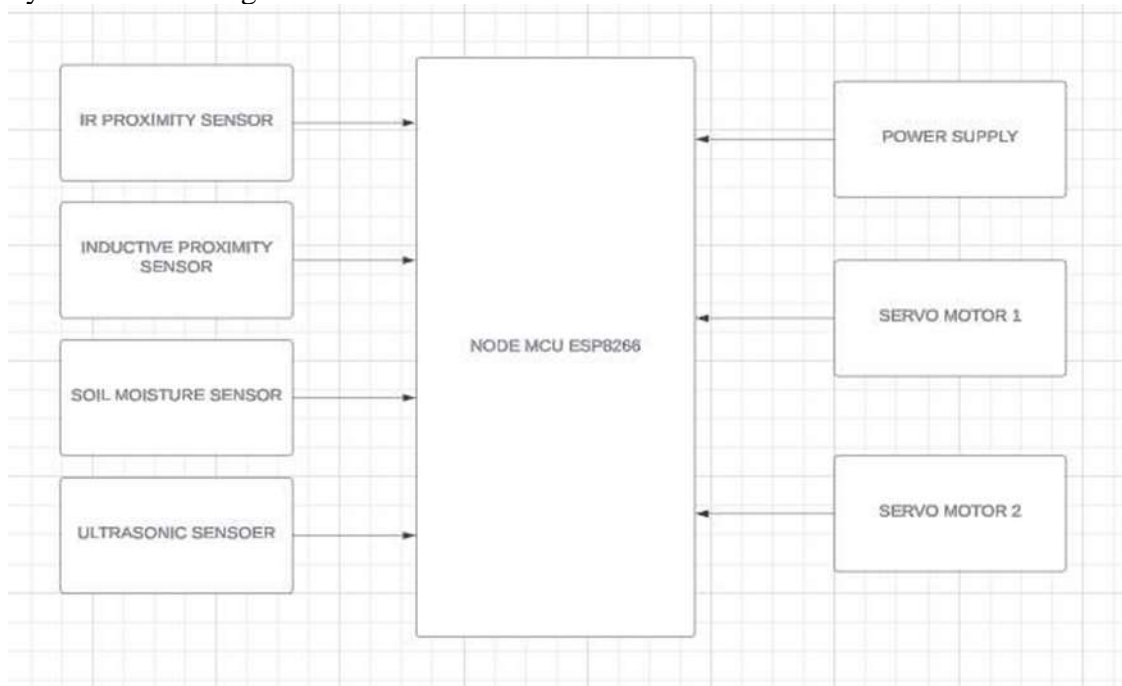 IR PROXIMITY SENSOR
INDUCTIVE PROXIMITY
SENSOR
SOIL MOISTURE SENSOR
ULTRASONIC SENSOER
NODE MCU ESP8266
POWER SUPPLY
SERVO MOTOR 1
SERVO MOTOR 2